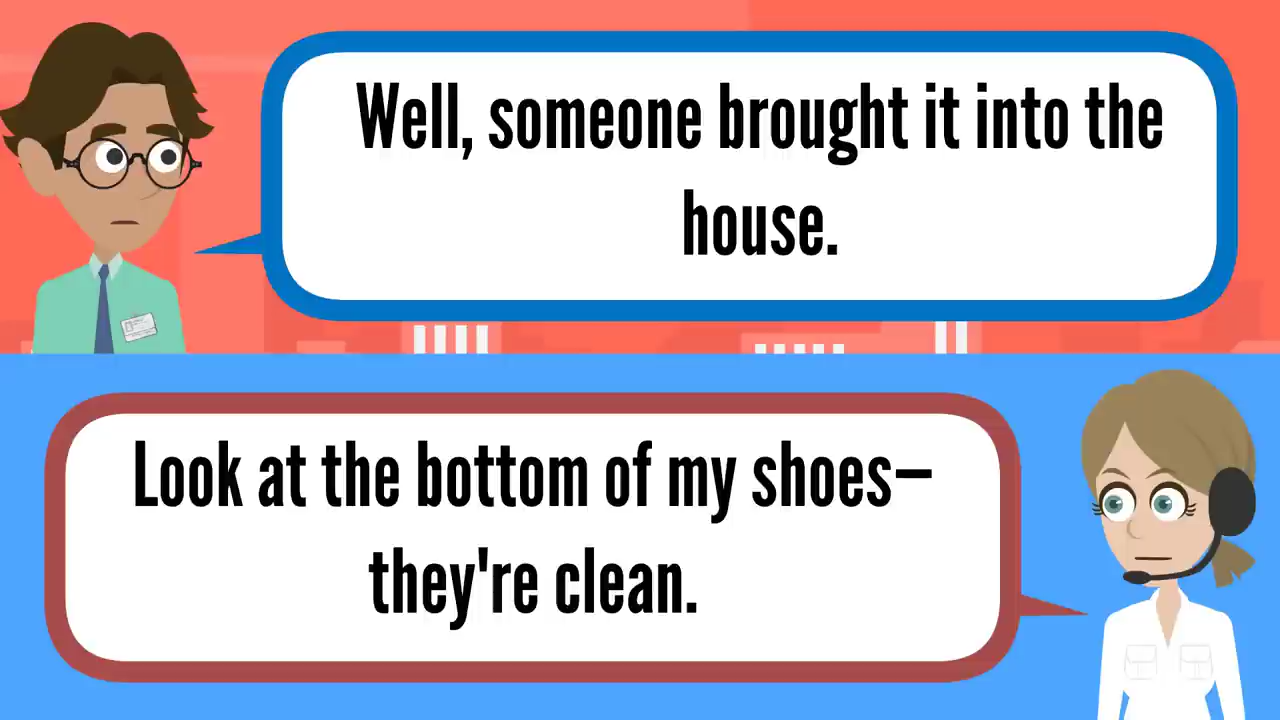 Well, someone brought it into the
house.
Look at the bottom of my shoes—
they're clean.